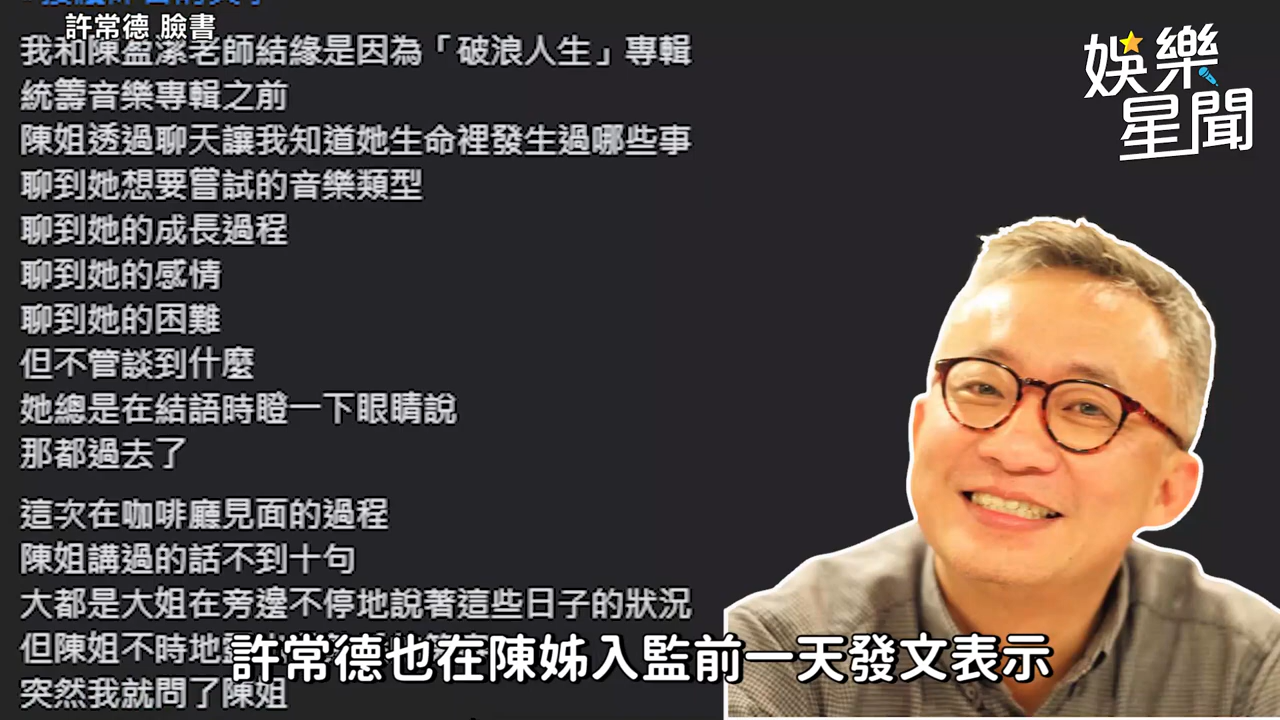 許常德 臉書
我和陳盈潔老師結緣是因為「破浪人生」專輯
統籌音樂專輯之前
陳姐透過聊天讓我知道她生命裡發生過哪些事
聊到她想要嘗試的音樂類型
聊到她的成長過程
聊到她的感情
聊到她的困難
但不管談到什麼
她總是在結語時瞪一下眼睛說
那都過去了
這次在咖啡廳見面的過程
陳姐講過的話不到十句
大都是大姐在旁邊不停地說著這些日子的狀況
但陳姐不時地
突然我就問了陳姐
許常德也在陳姊入監前一天發文表示
娛樂
星聞